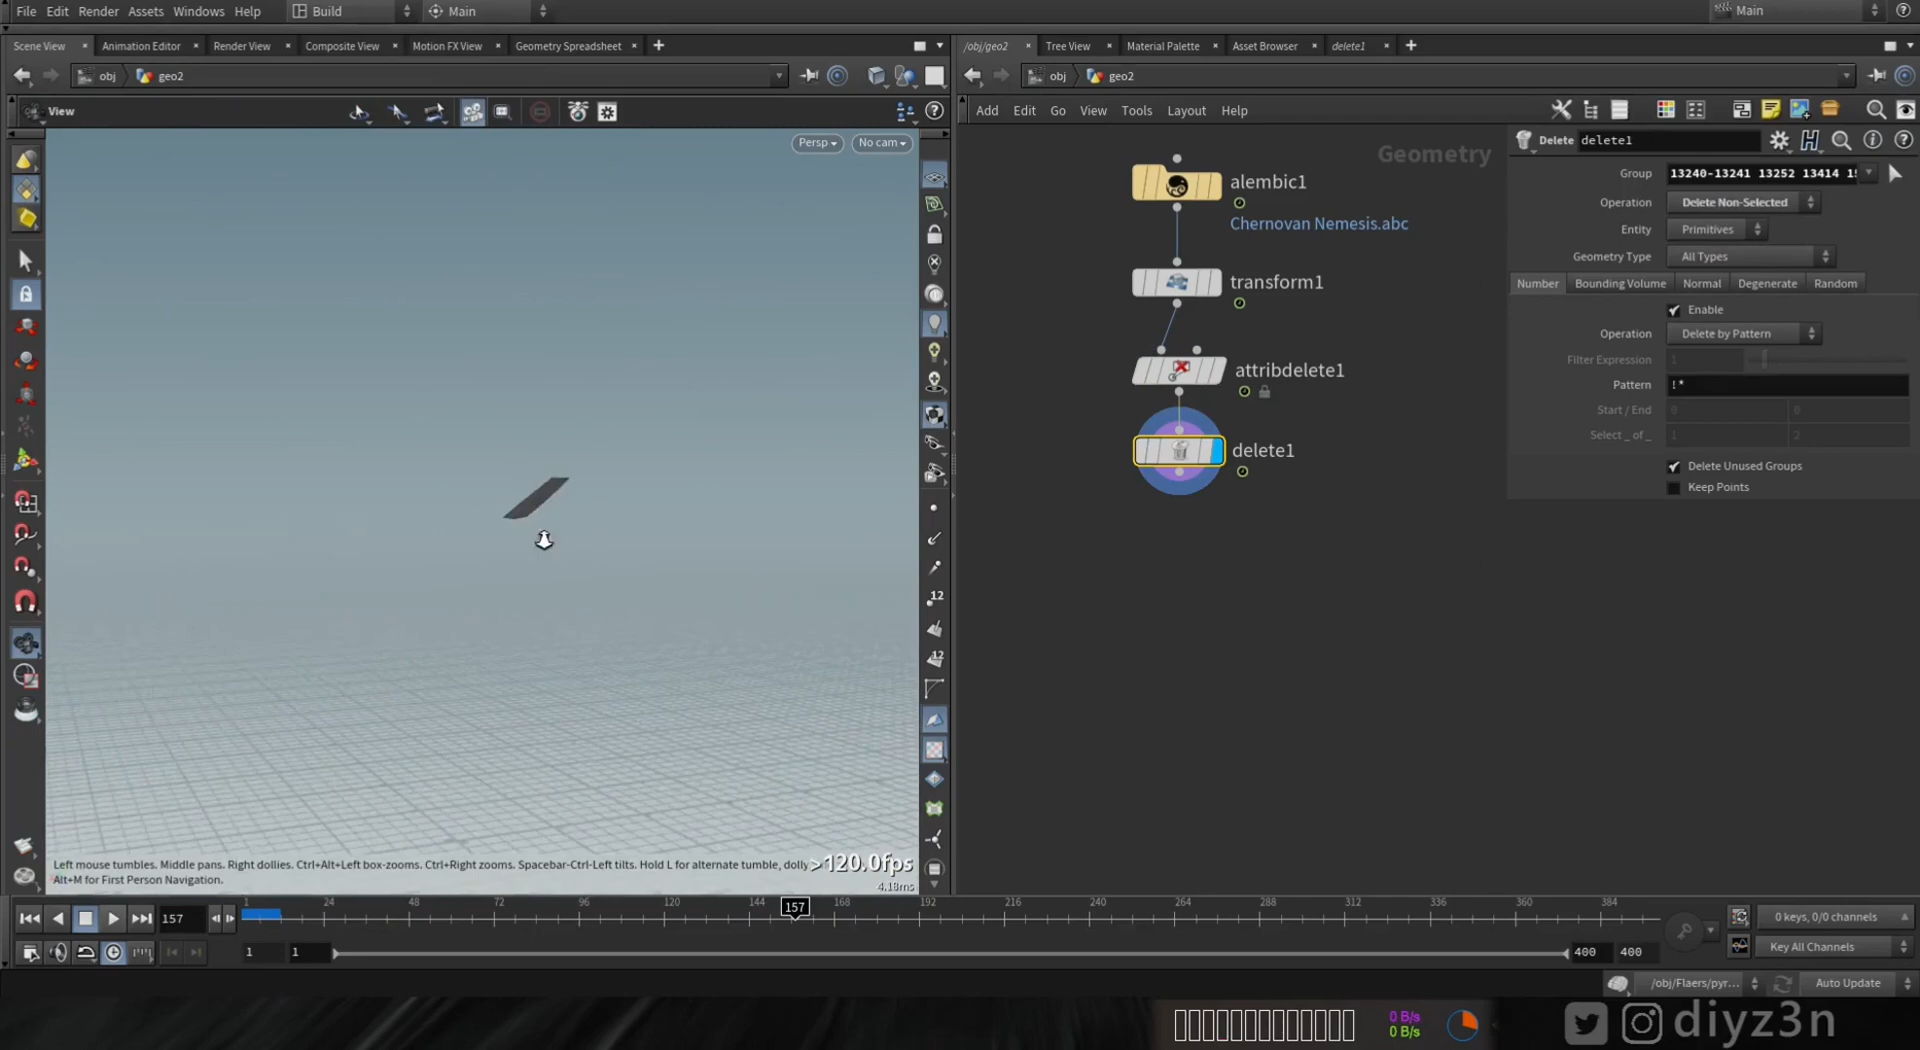 File Edit Render Assets Windows Help Build Main Main
Scene View Animation Editor Render View Composite View Motion FX View Geometry Spreadsheet
obj geo2
View
Persp No cam
12
12
Left mouse tumbles. Middle pans. Right dollies. Ctrl+Alt+Left box-zooms. Ctrl+Right zooms. Spacebar-Ctrl-Left tilts. Hold L for alternate tumble, dolly
Alt+M for First Person Navigation.
>120.0fps
4.18ms
/obj/geo2 Tree View Material Palette Asset Browser delete1
obj geo2
Add Edit Go View Tools Layout Help
Geometry
alembic1
Chernovan Nemesis.abc
transform1
attribdelete1
delete1
Delete delete1
Group 13240-13241 13252 13414
Operation Delete Non-Selected
Entity Primitives
Geometry Type All Types
Number Bounding Volume Normal Degenerate Random
Enable
Operation Delete by Pattern
Filter Expression 1
Pattern !*
Start / End 0 0
Select _ of _ 1 2
Delete Unused Groups
Keep Points
157
1 24 48 72 96 120 144 157 168 192 216 240 264 288 312 336 360 384
0 keys, 0/0 channels
1 1 400 400
Key All Channels
/obj/Flaers/pyr... Auto Update
0 B/s
0 B/s
diyz3n